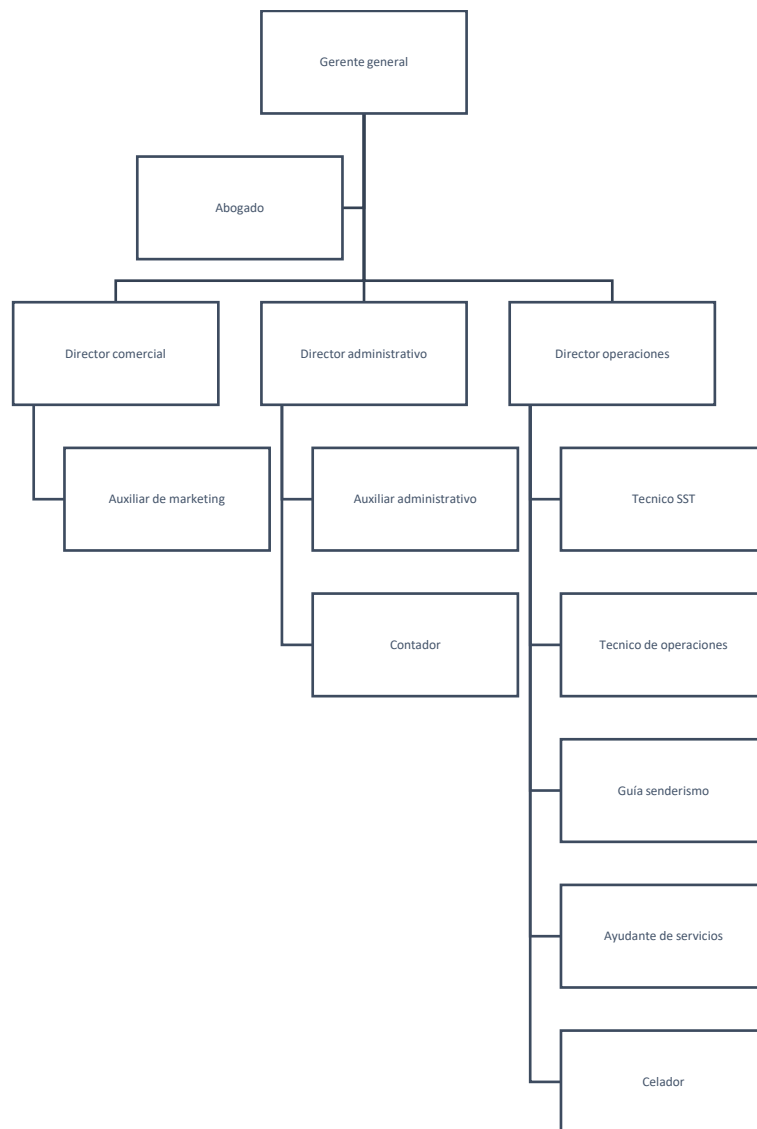 Gerente general
Abogado
Director comercial
Director administrativo
Director operaciones
Auxiliar de marketing
Auxiliar administrativo
Tecnico SST
Contador
Tecnico de operaciones
Guía senderismo
Ayudante de servicios
Celador